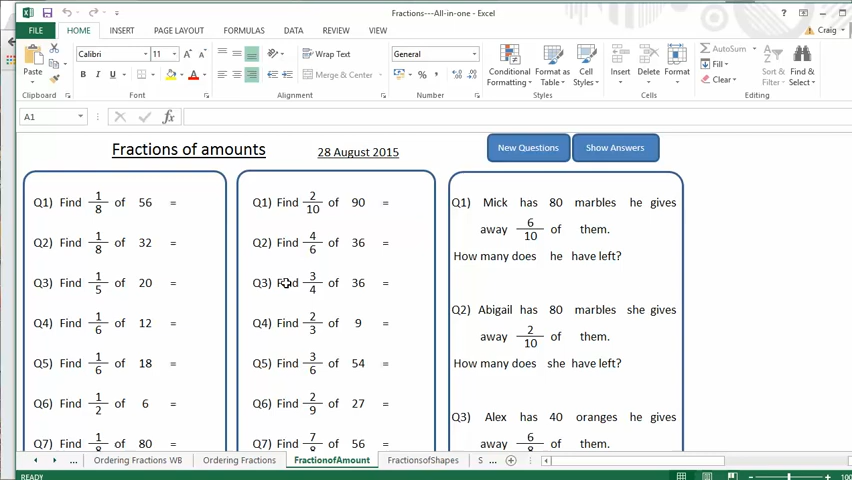 Fractions---All-in-one - Excel
FILE HOME INSERT PAGE LAYOUT FORMULAS DATA REVIEW VIEW Craig
Calibri 11 Wrap Text General AutoSum
Paste Merge & Center Conditional Formatting Format as Table Cell Styles Insert Delete Format Fill Clear Sort & Filter Find & Select
Clipboard Font Alignment Number Styles Cells Editing
A1 fx
Fractions of amounts 28 August 2015 New Questions Show Answers
Q1) Find 1/8 of 56 =
Q2) Find 1/8 of 32 =
Q3) Find 1/5 of 20 =
Q4) Find 1/6 of 12 =
Q5) Find 1/6 of 18 =
Q6) Find 1/2 of 6 =
Q7) Find 1/8 of 80 =
Q1) Find 2/10 of 90 =
Q2) Find 4/6 of 36 =
Q3) Find 3/4 of 36 =
Q4) Find 2/3 of 9 =
Q5) Find 3/6 of 54 =
Q6) Find 2/9 of 27 =
Q7) Find 7/8 of 56 =
Q1) Mick has 80 marbles he gives
away 6/10 of them.
How many does he have left?
Q2) Abigail has 80 marbles she gives
away 2/10 of them.
How many does she have left?
Q3) Alex has 40 oranges he gives
away 6/8 of them.
... Ordering Fractions WB Ordering Fractions FractionofAmount FractionsofShapes S ...
READY 100